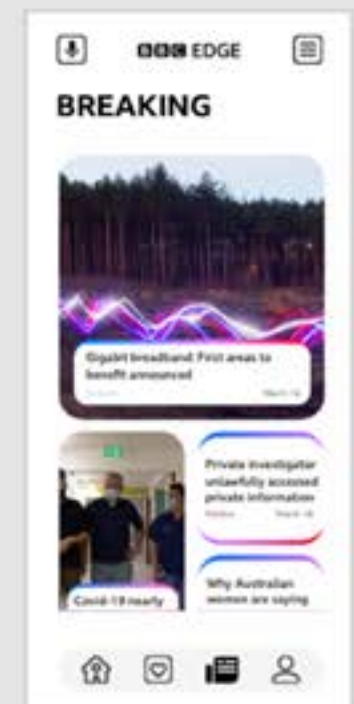 BBC EDGE
BREAKING
Gigabit broadband: First areas to
benefit announced
Private investigator
unlawfully accessed
private information
Covid-19 nearly
Why Australian
women are saying